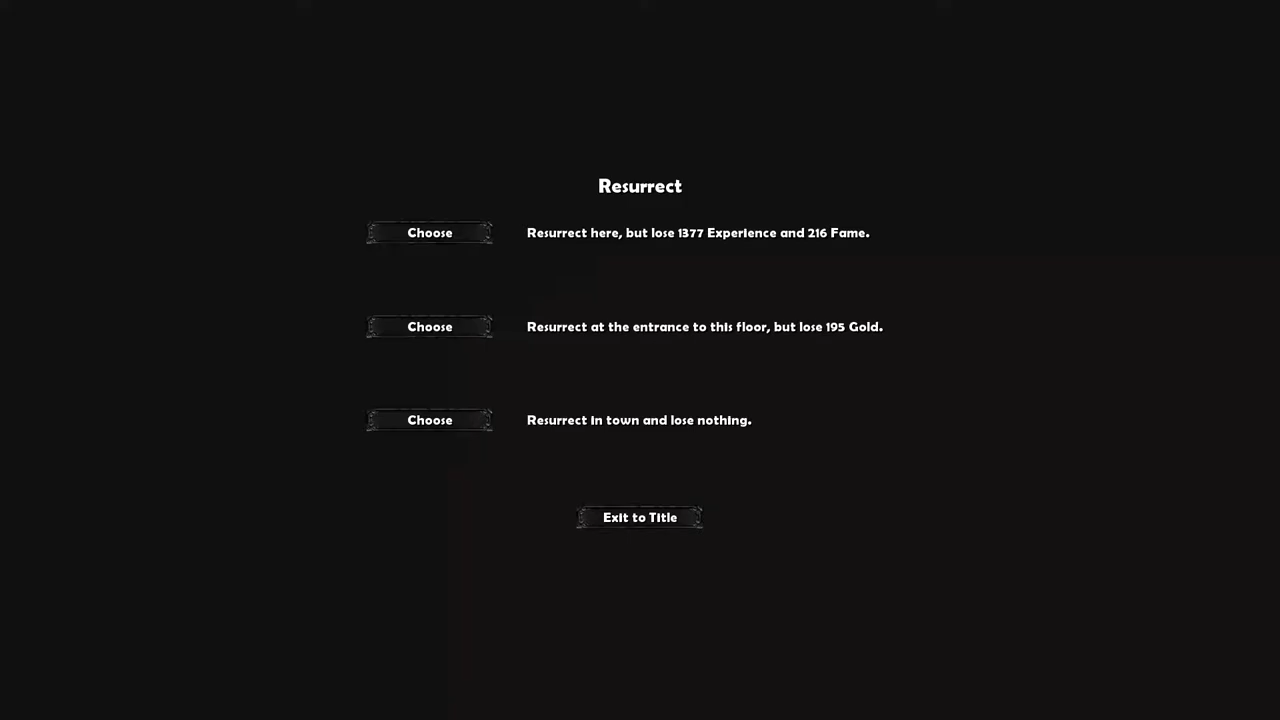 Resurrect
Choose
Resurrect here, but lose 1377 Experience and 216 Fame.
Choose
Resurrect at the entrance to this floor, but lose 195 Gold.
Choose
Resurrect in town and lose nothing.
Exit to Title